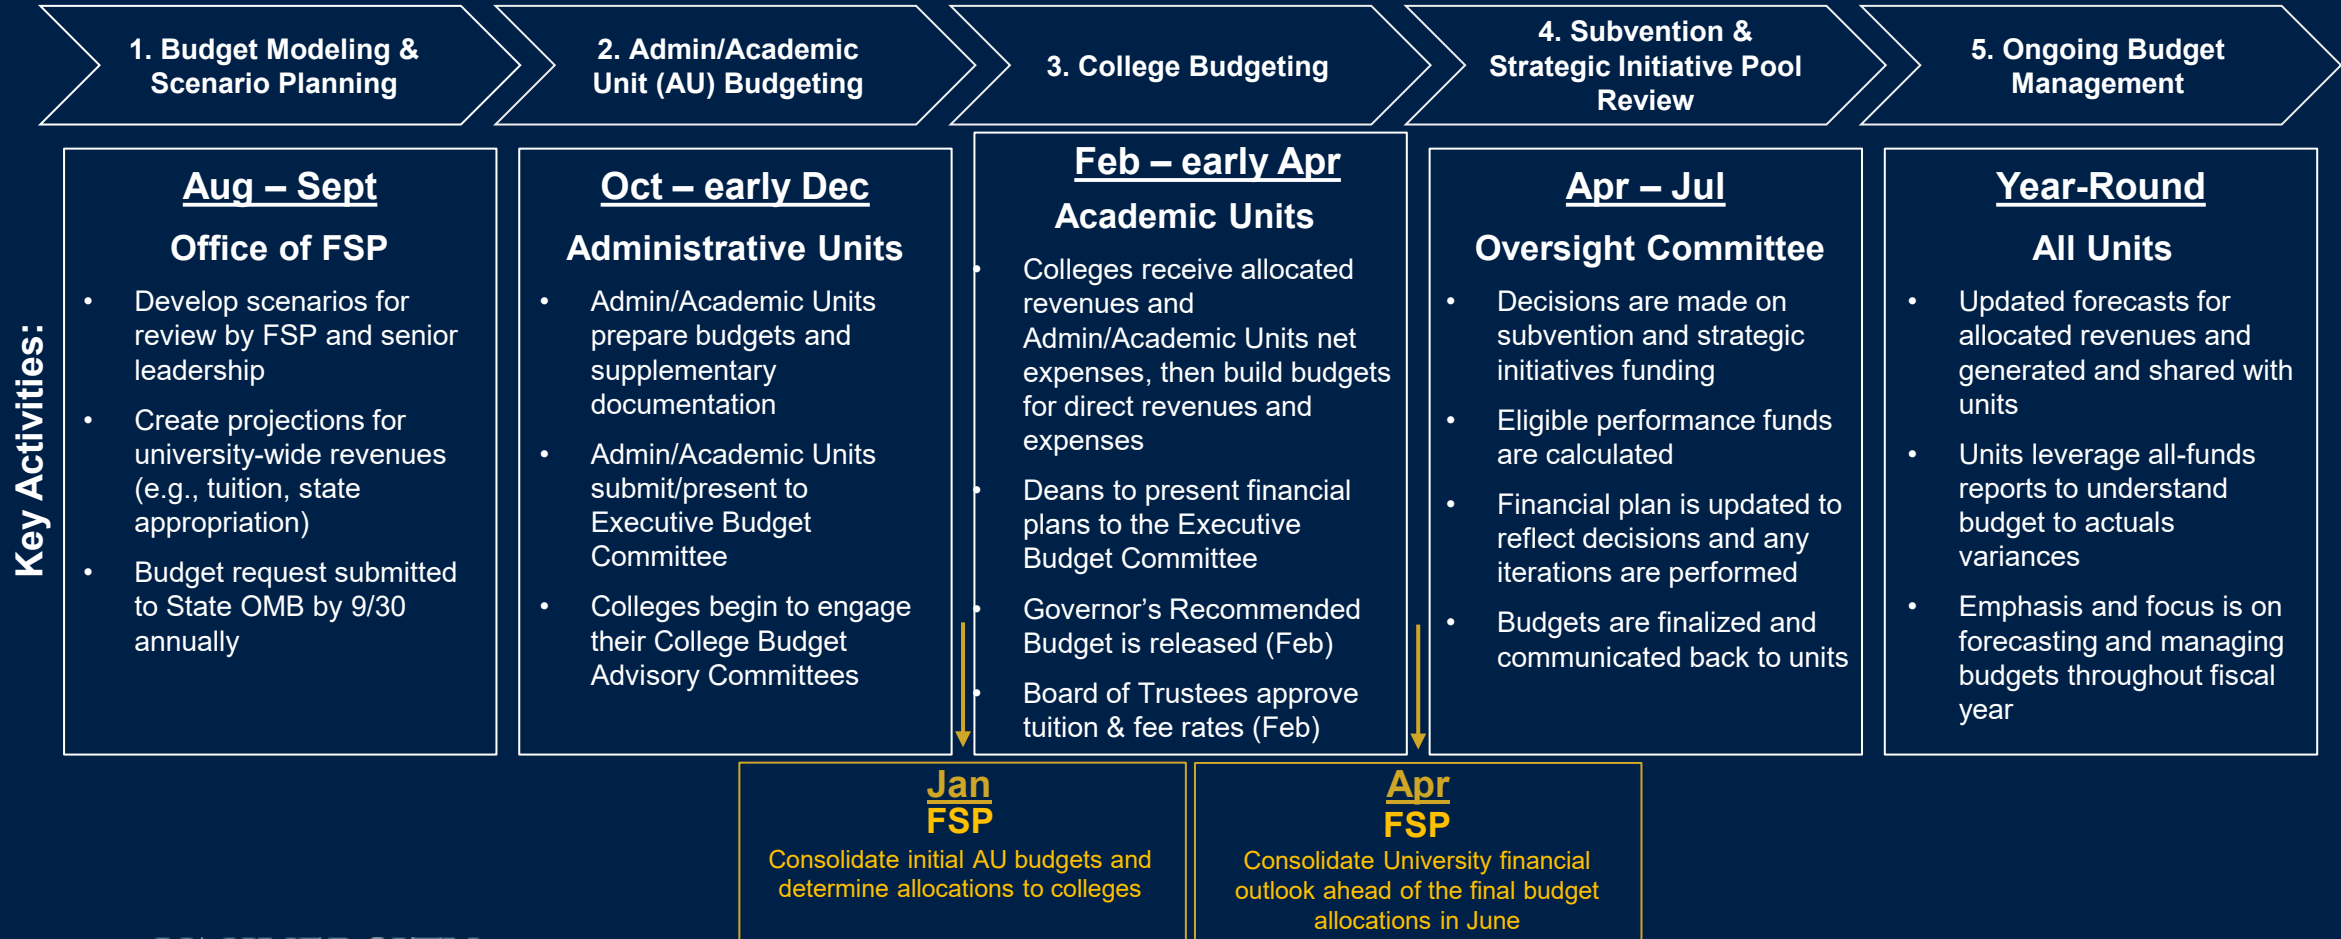 1. Budget Modeling &
Scenario Planning
2. Admin/Academic
Unit (AU) Budgeting
3. College Budgeting
4. Subvention &
Strategic Initiative Pool
Review
5. Ongoing Budget
Management
Key Activities:
Aug – Sept
Office of FSP
• Develop scenarios for
review by FSP and senior
leadership
• Create projections for
university-wide revenues
(e.g., tuition, state
appropriation)
• Budget request submitted
to State OMB by 9/30
annually
Oct – early Dec
Administrative Units
• Admin/Academic Units
prepare budgets and
supplementary
documentation
• Admin/Academic Units
submit/present to
Executive Budget
Committee
• Colleges begin to engage
their College Budget
Advisory Committees
Feb – early Apr
Academic Units
• Colleges receive allocated
revenues and
Admin/Academic Units net
expenses, then build budgets
for direct revenues and
expenses
• Deans to present financial
plans to the Executive
Budget Committee
• Governor’s Recommended
Budget is released (Feb)
• Board of Trustees approve
tuition & fee rates (Feb)
Apr – Jul
Oversight Committee
• Decisions are made on
subvention and strategic
initiatives funding
• Eligible performance funds
are calculated
• Financial plan is updated to
reflect decisions and any
iterations are performed
• Budgets are finalized and
communicated back to units
Year-Round
All Units
• Updated forecasts for
allocated revenues and
generated and shared with
units
• Units leverage all-funds
reports to understand
budget to actuals
variances
• Emphasis and focus is on
forecasting and managing
budgets throughout fiscal
year
Jan
FSP
Consolidate initial AU budgets and
determine allocations to colleges
Apr
FSP
Consolidate University financial
outlook ahead of the final budget
allocations in June